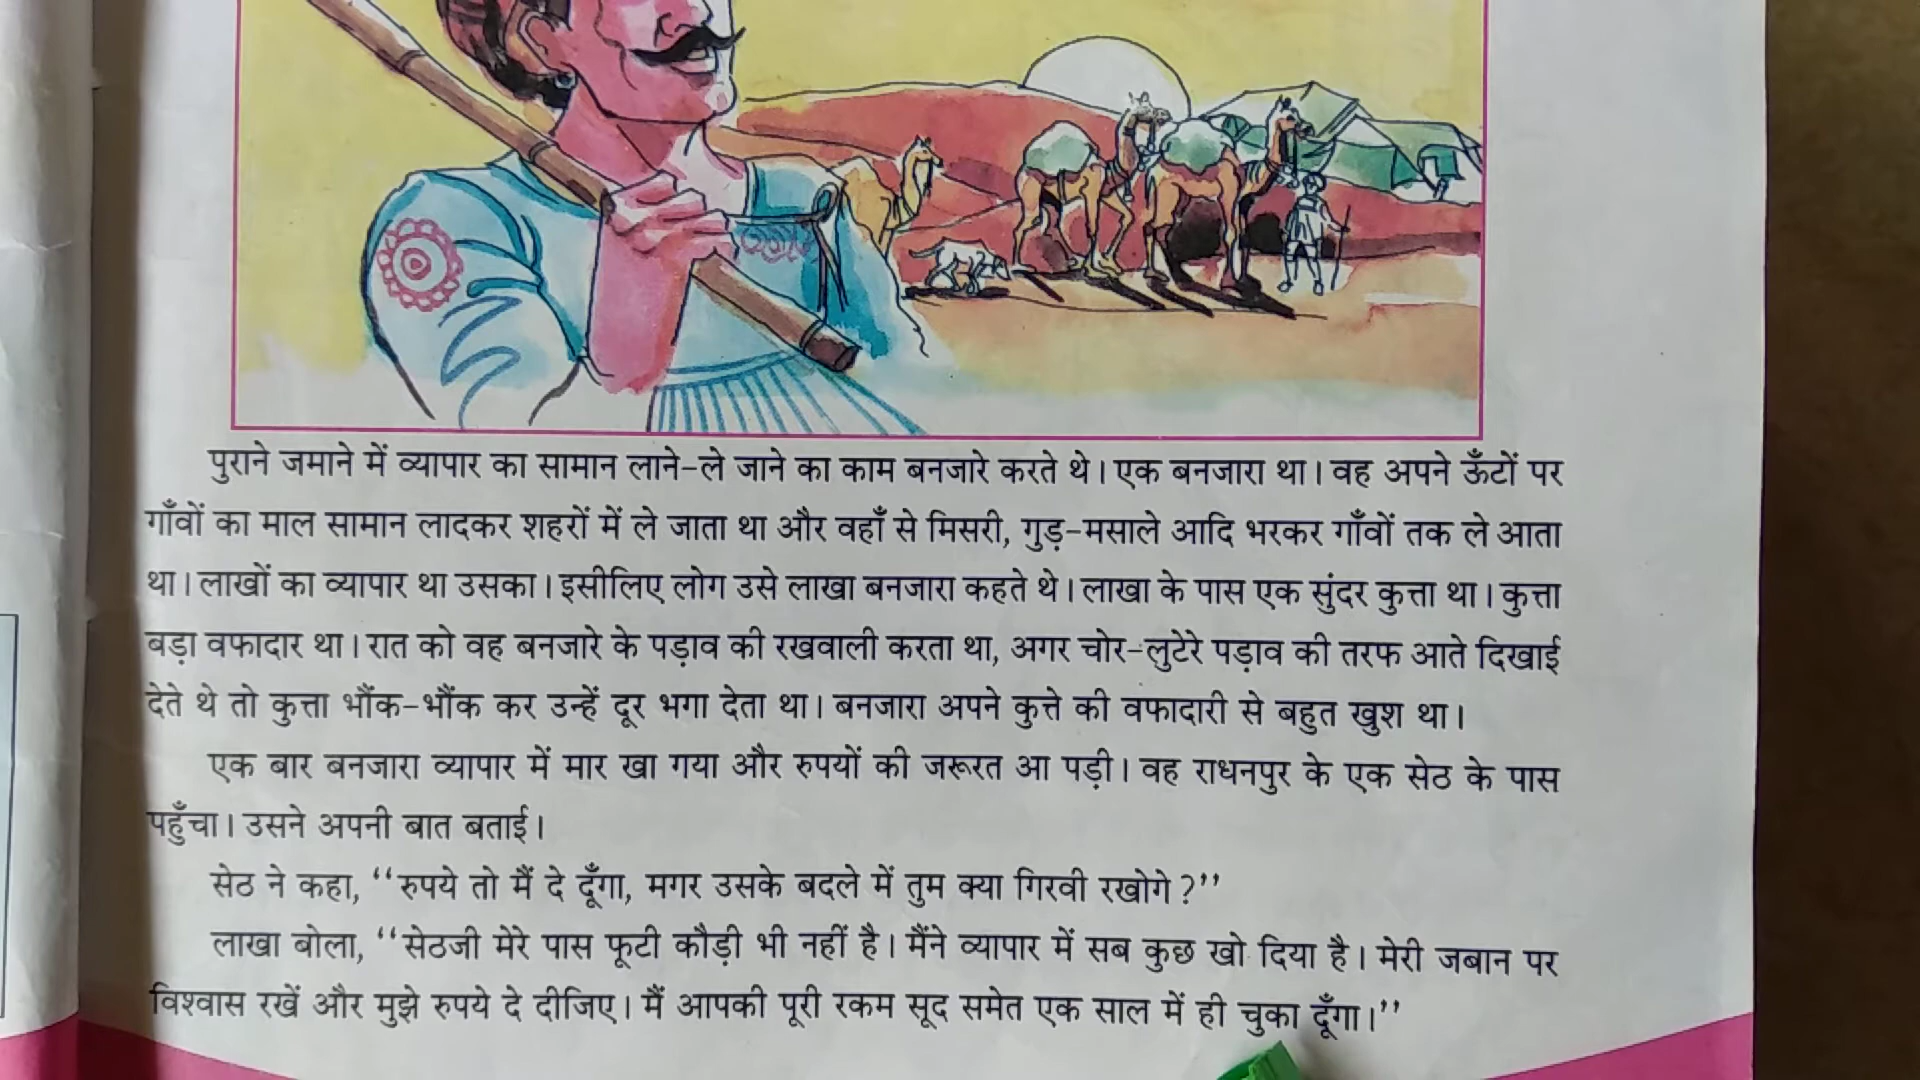 पुराने जमाने में व्यापार का सामान लाने-ले जाने का काम बनजारे करते थे। एक बनजारा था। वह अपने ऊँटों पर
गाँवों का माल सामान लादकर शहरों में ले जाता था और वहाँ से मिसरी, गुड़-मसाले आदि भरकर गाँवों तक ले आता
था। लाखों का व्यापार था उसका। इसीलिए लोग उसे लाखा बनजारा कहते थे। लाखा के पास एक सुंदर कुत्ता था। कुत्ता
बड़ा वफादार था। रात को वह बनजारे के पड़ाव की रखवाली करता था, अगर चोर-लुटेरे पड़ाव की तरफ आते दिखाई
देते थे तो कुत्ता भौंक-भौंक कर उन्हें दूर भगा देता था। बनजारा अपने कुत्ते की वफादारी से बहुत खुश था।
एक बार बनजारा व्यापार में मार खा गया और रुपयों की जरूरत आ पड़ी। वह राधनपुर के एक सेठ के पास
पहुँचा। उसने अपनी बात बताई।
सेठ ने कहा, ‘‘रुपये तो मैं दे दूँगा, मगर उसके बदले में तुम क्या गिरवी रखोगे ?’’
लाखा बोला, ‘‘सेठजी मेरे पास फूटी कौड़ी भी नहीं है। मैंने व्यापार में सब कुछ खो दिया है। मेरी जबान पर
विश्वास रखें और मुझे रुपये दे दीजिए। मैं आपकी पूरी रकम सूद समेत एक साल में ही चुका दूँगा।’’